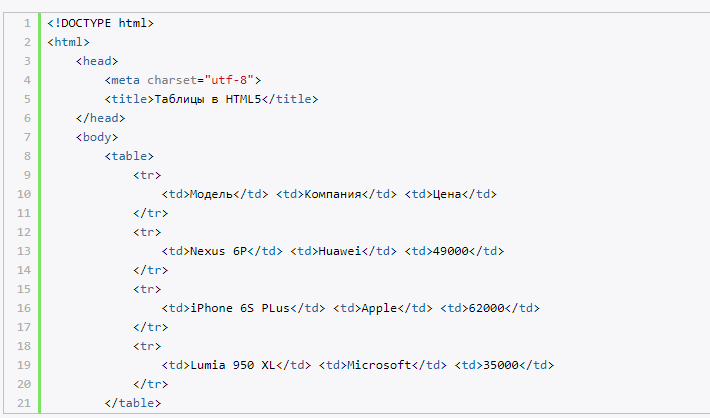 1 <!DOCTYPE html>
2 <html>
3     <head>
4         <meta charset="utf-8">
5         <title>Таблицы в HTML5</title>
6     </head>
7     <body>
8         <table>
9             <tr>
10                 <td>Модель</td> <td>Компания</td> <td>Цена</td>
11             </tr>
12             <tr>
13                 <td>Nexus 6P</td> <td>Huawei</td> <td>49000</td>
14             </tr>
15             <tr>
16                 <td>iPhone 6S PLus</td> <td>Apple</td> <td>62000</td>
17             </tr>
18             <tr>
19                 <td>Lumia 950 XL</td> <td>Microsoft</td> <td>35000</td>
20             </tr>
21         </table>